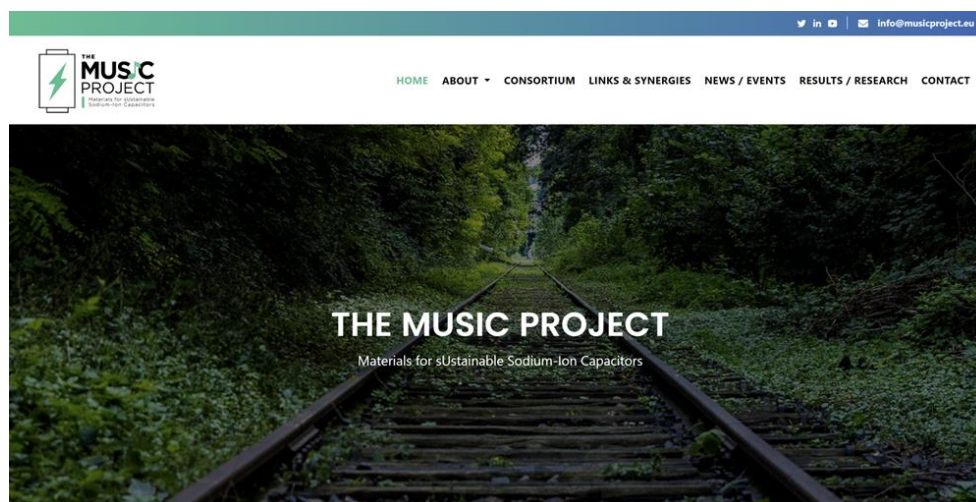 info@musicproject.eu
THE
MUSIC
PROJECT
Materials for sUstainable
Sodium-Ion Capacitors
HOME ABOUT CONSORTIUM LINKS & SYNERGIES NEWS / EVENTS RESULTS / RESEARCH CONTACT
THE MUSIC PROJECT
Materials for sUstainable Sodium-Ion Capacitors